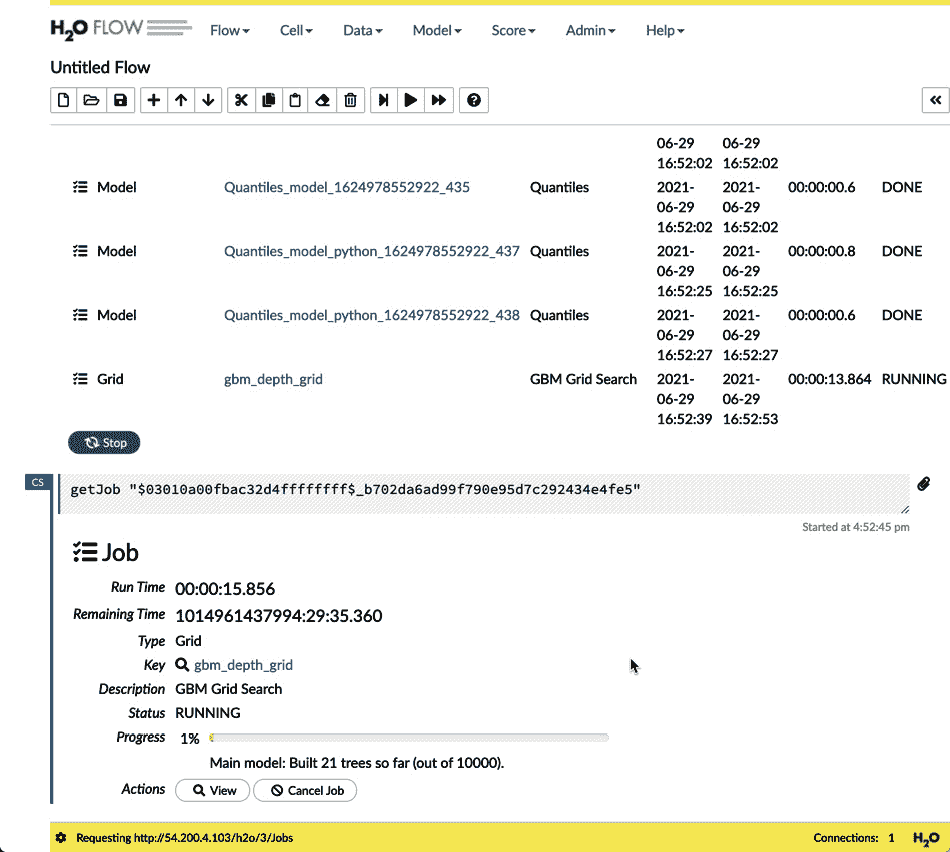 H2O FLOW Flow Cell Data Model Score Admin Help
Untitled Flow
06-29 06-29
16:52:02 16:52:02
Model Quantiles_model_1624978552922_435 Quantiles 2021- 2021- 00:00:00.6 DONE
06-29 06-29
16:52:02 16:52:02
Model Quantiles_model_python_1624978552922_437 Quantiles 2021- 2021- 00:00:00.8 DONE
06-29 06-29
16:52:25 16:52:25
Model Quantiles_model_python_1624978552922_438 Quantiles 2021- 2021- 00:00:00.6 DONE
06-29 06-29
16:52:27 16:52:27
Grid gbm_depth_grid GBM Grid Search 2021- 2021- 00:00:13.864 RUNNING
06-29 06-29
16:52:39 16:52:53
Stop
CS getJob "$03010a00fbac32d4ffffffff$_b702da6ad99f790e95d7c292434e4fe5"
Started at 4:52:45 pm
Job
Run Time 00:00:15.856
Remaining Time 1014961437994:29:35.360
Type Grid
Key gbm_depth_grid
Description GBM Grid Search
Status RUNNING
Progress 1%
Main model: Built 21 trees so far (out of 10000).
Actions View Cancel Job
Requesting http://54.200.4.103/h2o/3/Jobs Connections: 1 H2O